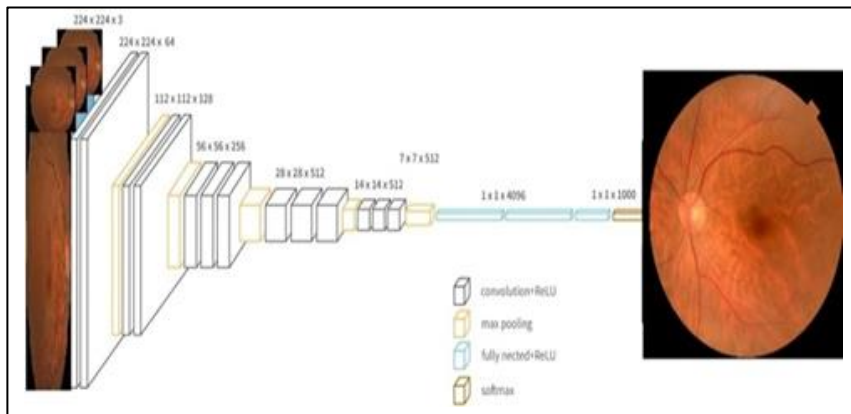 224 x 224 x 3
224 x 224 x 64
112 x 112 x 128
56 x 56 x 256
28 x 28 x 512
14 x 14 x 512
7 x 7 x 512
1 x 1 x 4096
1 x 1 x 1000
convolution+ReLU
max pooling
fully nected+ReLU
softmax